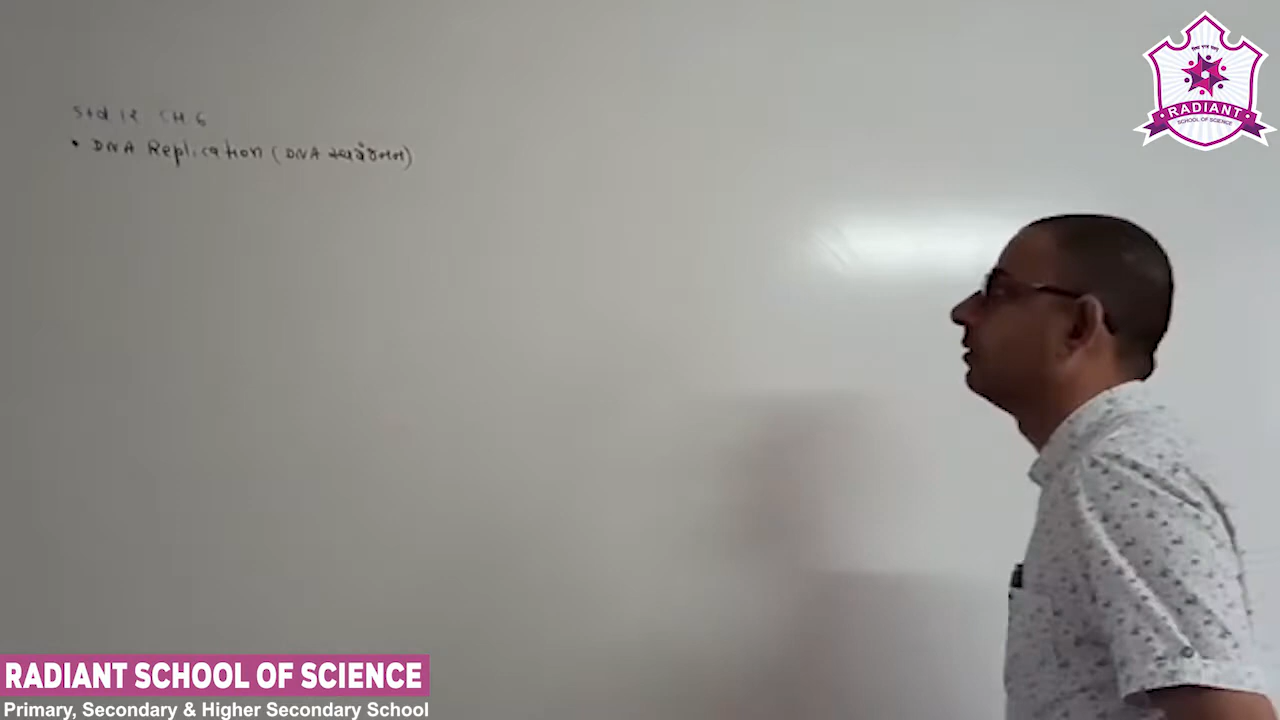 Std 12 CH 6
• DNA Replication (DNA સ્વયંજનન)
RADIANT
SCHOOL OF SCIENCE
RADIANT SCHOOL OF SCIENCE
Primary, Secondary & Higher Secondary School